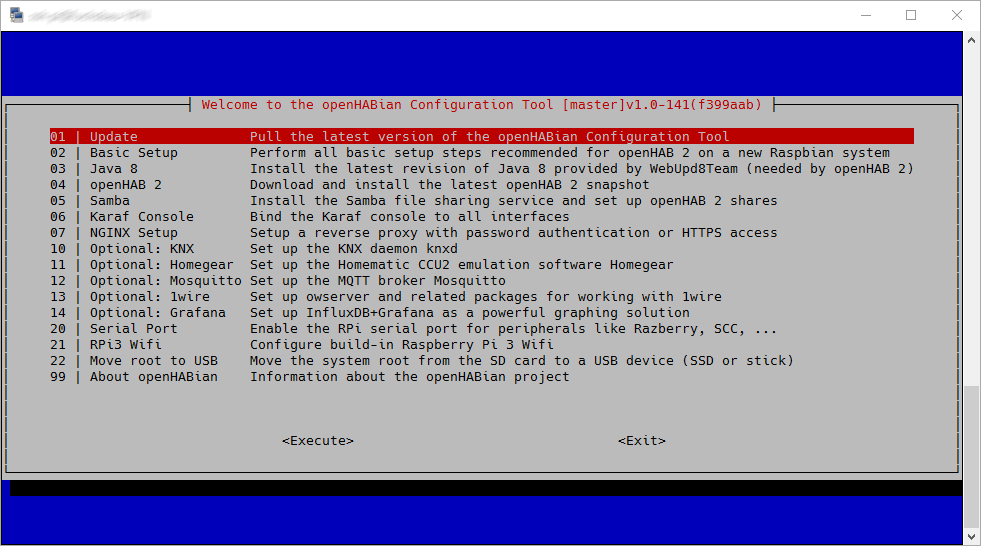 Welcome to the openHABian Configuration Tool [master]v1.0-141(f399aab)
01 | Update Pull the latest version of the openHABian Configuration Tool
02 | Basic Setup Perform all basic setup steps recommended for openHAB 2 on a new Raspbian system
03 | Java 8 Install the latest revision of Java 8 provided by WebUpd8Team (needed by openHAB 2)
04 | openHAB 2 Download and install the latest openHAB 2 snapshot
05 | Samba Install the Samba file sharing service and set up openHAB 2 shares
06 | Karaf Console Bind the Karaf console to all interfaces
07 | NGINX Setup Setup a reverse proxy with password authentication or HTTPS access
10 | Optional: KNX Set up the KNX daemon knxd
11 | Optional: Homegear Set up the Homematic CCU2 emulation software Homegear
12 | Optional: Mosquitto Set up the MQTT broker Mosquitto
13 | Optional: 1wire Set up owserver and related packages for working with 1wire
14 | Optional: Grafana Set up InfluxDB+Grafana as a powerful graphing solution
20 | Serial Port Enable the RPi serial port for peripherals like Razberry, SCC, ...
21 | RPi3 Wifi Configure build-in Raspberry Pi 3 Wifi
22 | Move root to USB Move the system root from the SD card to a USB device (SSD or stick)
99 | About openHABian Information about the openHABian project
<Execute> <Exit>